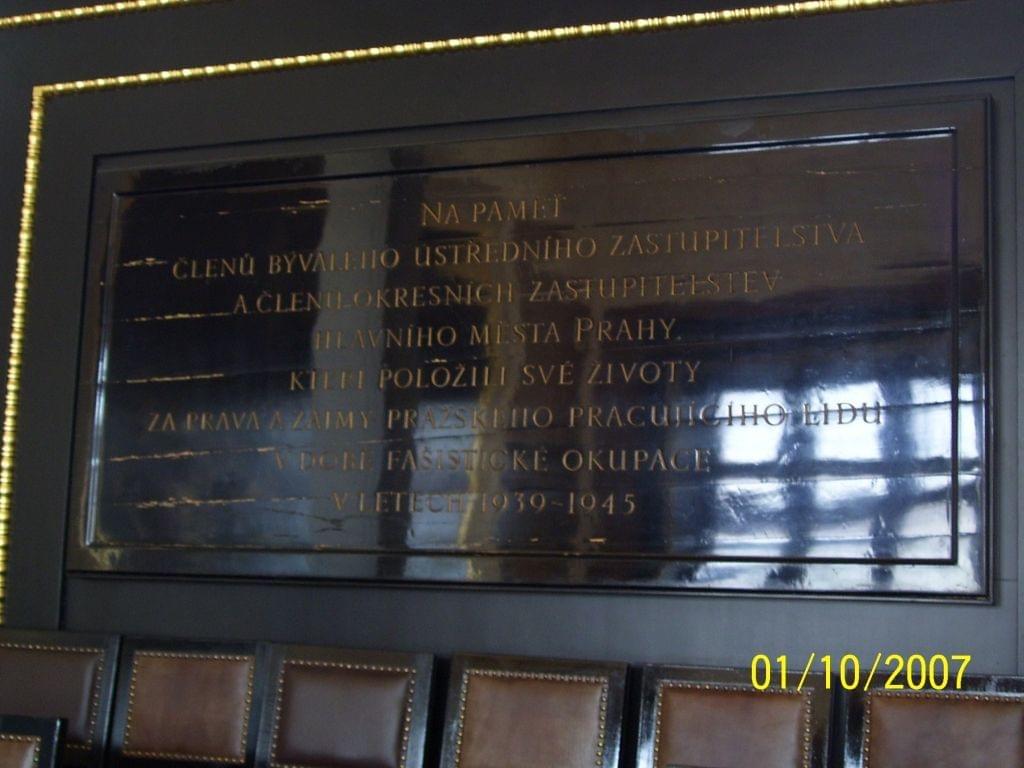 NA PAMĚŤ
ČLENŮ BÝVALÉHO ÚSTŘEDNÍHO ZASTUPITELSTVA
A ČLENŮ OKRESNÍCH ZASTUPITELSTEV
HLAVNÍHO MĚSTA PRAHY,
KTEŘÍ POLOŽILI SVÉ ŽIVOTY
ZA PRÁVA A ZÁJMY PRAŽSKÉHO PRACUJÍCÍHO LIDU
V DOBĚ FAŠISTICKÉ OKUPACE
V LETECH 1939-1945
01/10/2007